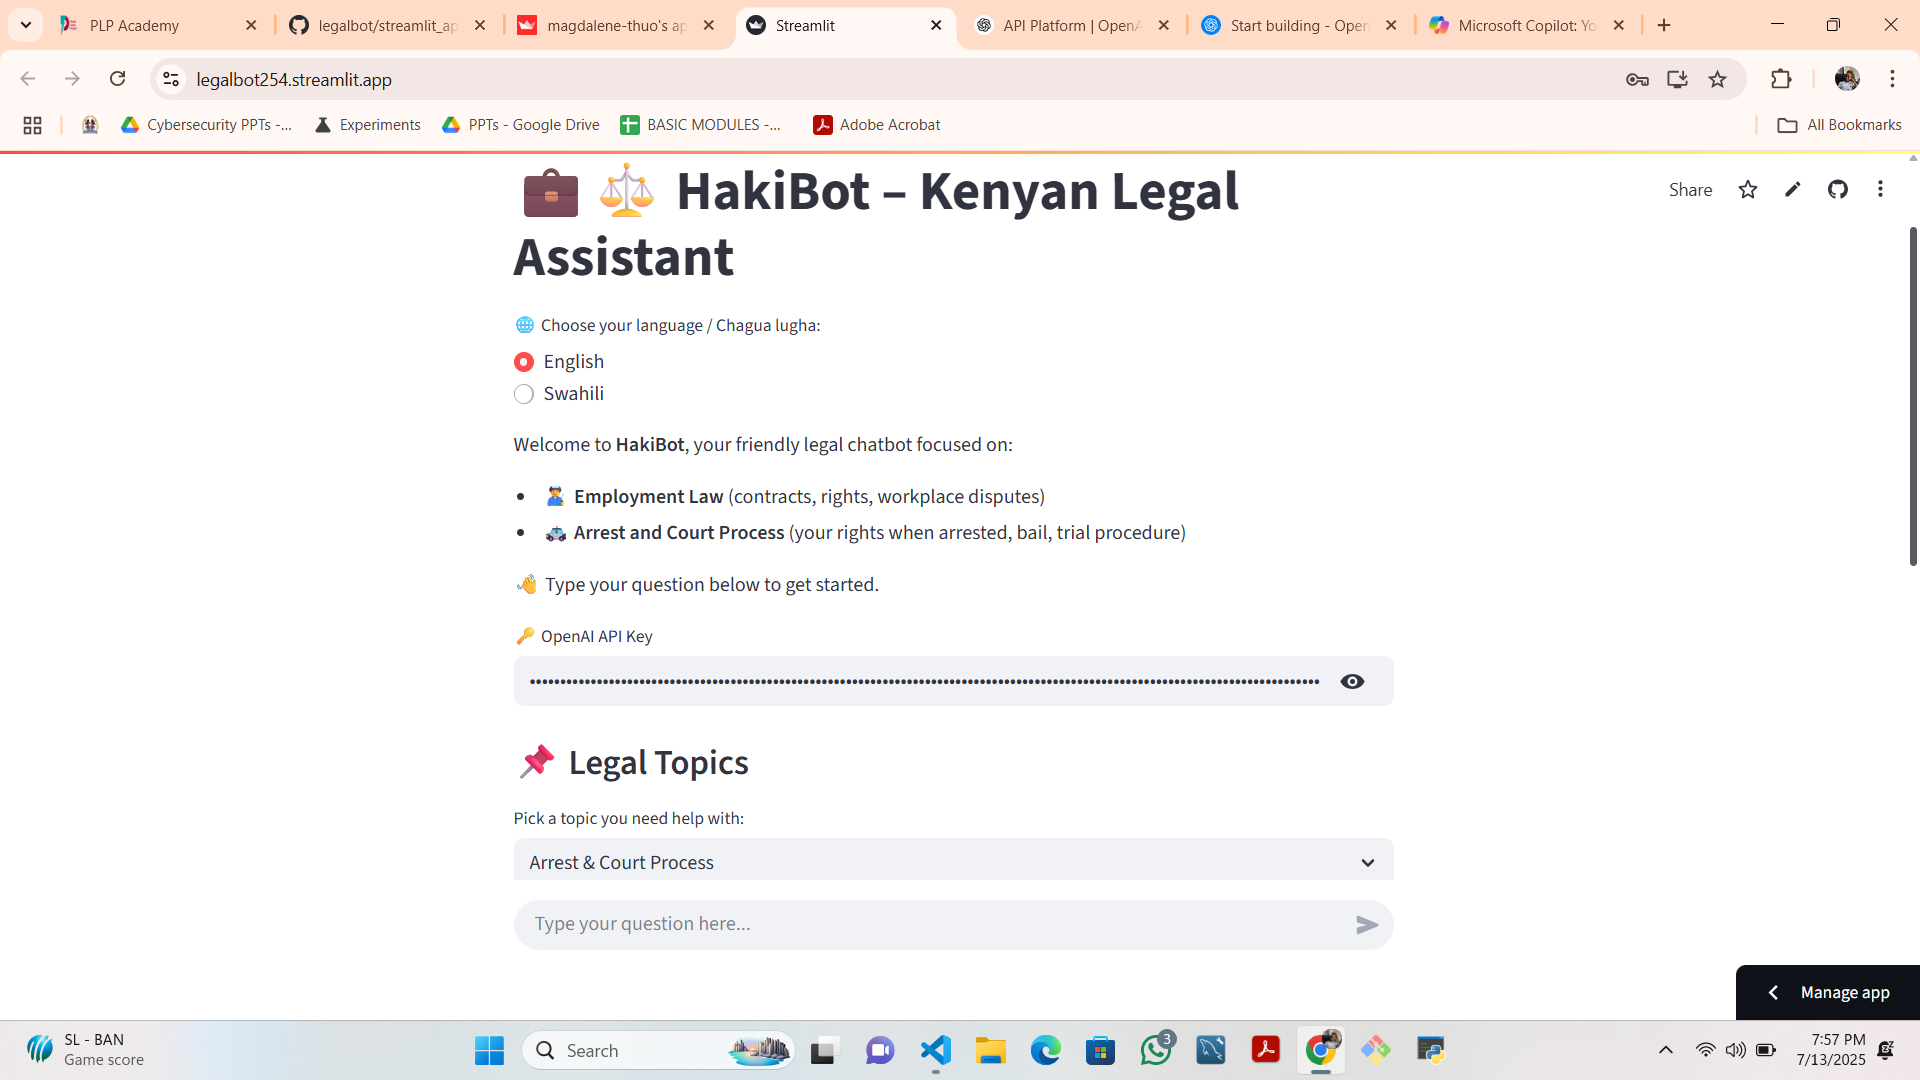 PLP Academy
legalbot/streamlit_ap
magdalene-thuo's ap
Streamlit
API Platform | OpenA
Start building - Open
Microsoft Copilot: Yo
legalbot254.streamlit.app
Cybersecurity PPTs -...
Experiments
PPTs - Google Drive
BASIC MODULES -...
Adobe Acrobat
All Bookmarks
Share
HakiBot – Kenyan Legal
Assistant
Choose your language / Chagua lugha:
English
Swahili
Welcome to HakiBot, your friendly legal chatbot focused on:
Employment Law (contracts, rights, workplace disputes)
Arrest and Court Process (your rights when arrested, bail, trial procedure)
Type your question below to get started.
OpenAI API Key
Legal Topics
Pick a topic you need help with:
Arrest & Court Process
Type your question here...
Manage app
SL - BAN
Game score
Search
3
7:57 PM
7/13/2025